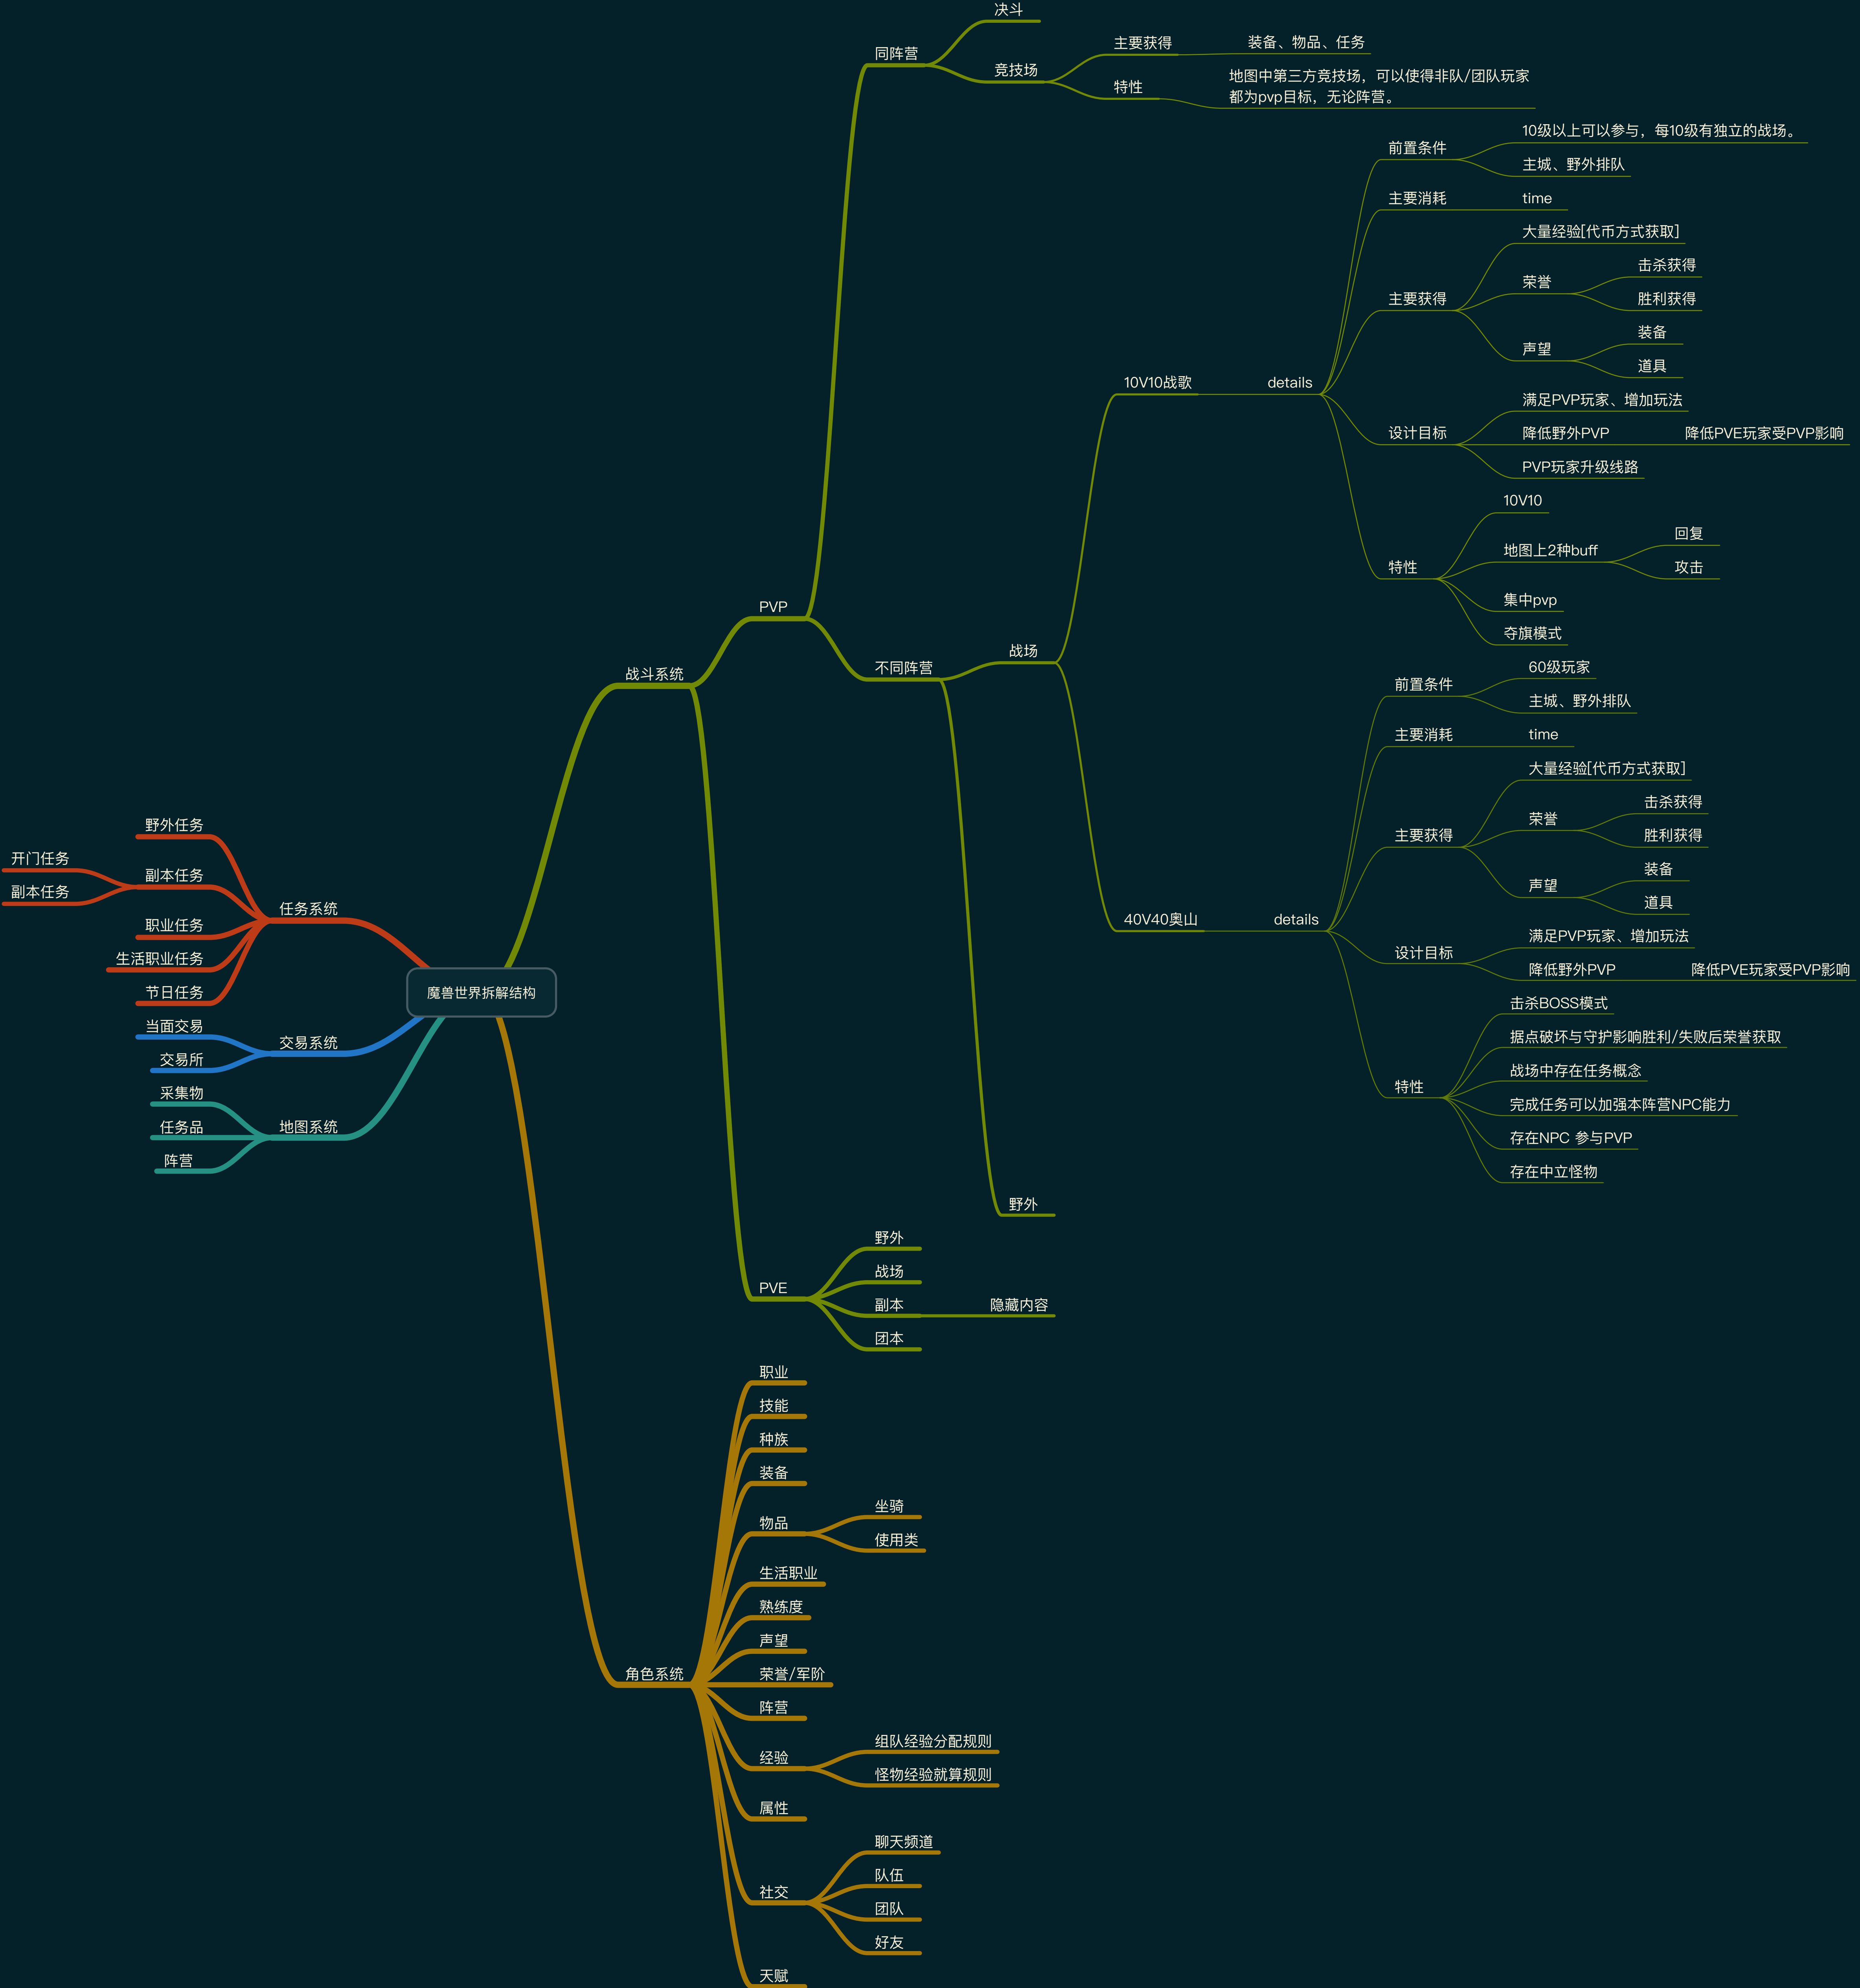 魔兽世界拆解结构
战斗系统
PVP
同阵营
决斗
竞技场
主要获得
装备、物品、任务
特性
地图中第三方竞技场，可以使得非队/团队玩家
都为pvp目标，无论阵营。
不同阵营
战场
10V10战歌
details
前置条件
10级以上可以参与，每10级有独立的战场。
主城、野外排队
主要消耗
time
主要获得
大量经验[代币方式获取]
荣誉
击杀获得
胜利获得
声望
装备
道具
设计目标
满足PVP玩家、增加玩法
降低野外PVP
降低PVE玩家受PVP影响
PVP玩家升级线路
特性
10V10
地图上2种buff
回复
攻击
集中pvp
夺旗模式
40V40奥山
details
前置条件
60级玩家
主城、野外排队
主要消耗
time
主要获得
大量经验[代币方式获取]
荣誉
击杀获得
胜利获得
声望
装备
道具
设计目标
满足PVP玩家、增加玩法
降低野外PVP
降低PVE玩家受PVP影响
特性
击杀BOSS模式
据点破坏与守护影响胜利/失败后荣誉获取
战场中存在任务概念
完成任务可以加强本阵营NPC能力
存在NPC 参与PVP
存在中立怪物
野外
PVE
野外
战场
副本
隐藏内容
团本
角色系统
职业
技能
种族
装备
物品
坐骑
使用类
生活职业
熟练度
声望
荣誉/军阶
阵营
经验
组队经验分配规则
怪物经验就算规则
属性
社交
聊天频道
队伍
团队
好友
天赋
任务系统
野外任务
副本任务
开门任务
副本任务
职业任务
生活职业任务
节日任务
交易系统
当面交易
交易所
地图系统
采集物
任务品
阵营